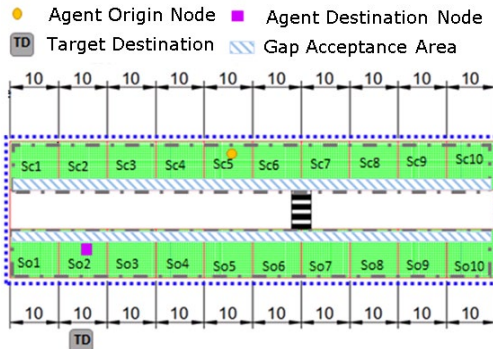 Agent Origin Node Agent Destination Node
TD Target Destination Gap Acceptance Area
10 10 10 10 10 10 10 10 10 10
Sc1 Sc2 Sc3 Sc4 Sc5 Sc6 Sc7 Sc8 Sc9 Sc10
So1 So2 So3 So4 So5 So6 So7 So8 So9 So10
10 10 10 10 10 10 10 10 10 10
TD